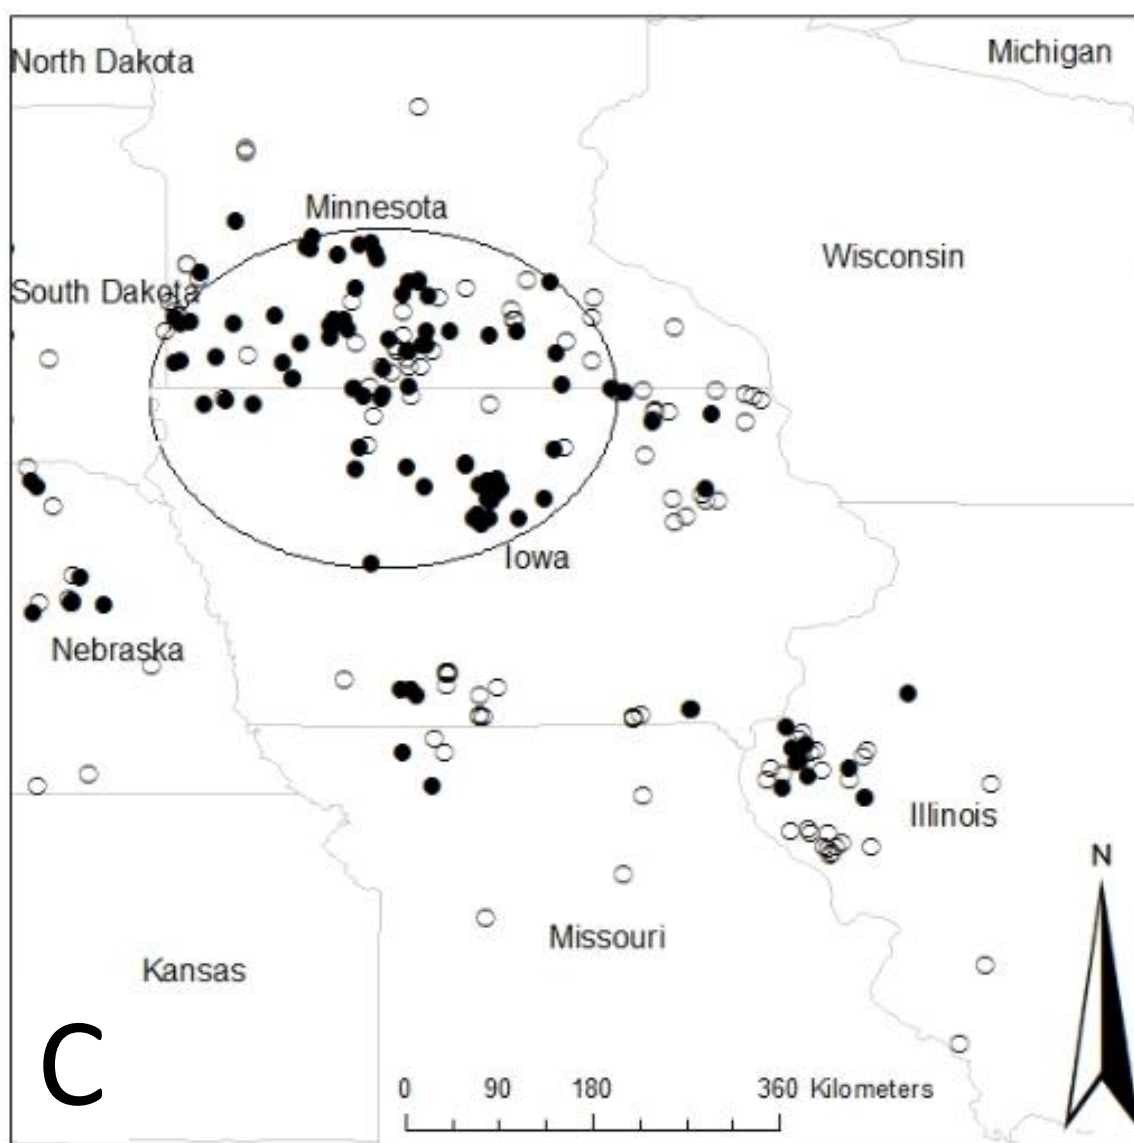 North Dakota
Michigan
Minnesota
Wisconsin
South Dakota
Iowa
Nebraska
Illinois
N
Missouri
Kansas
C
0 90 180 360 Kilometers